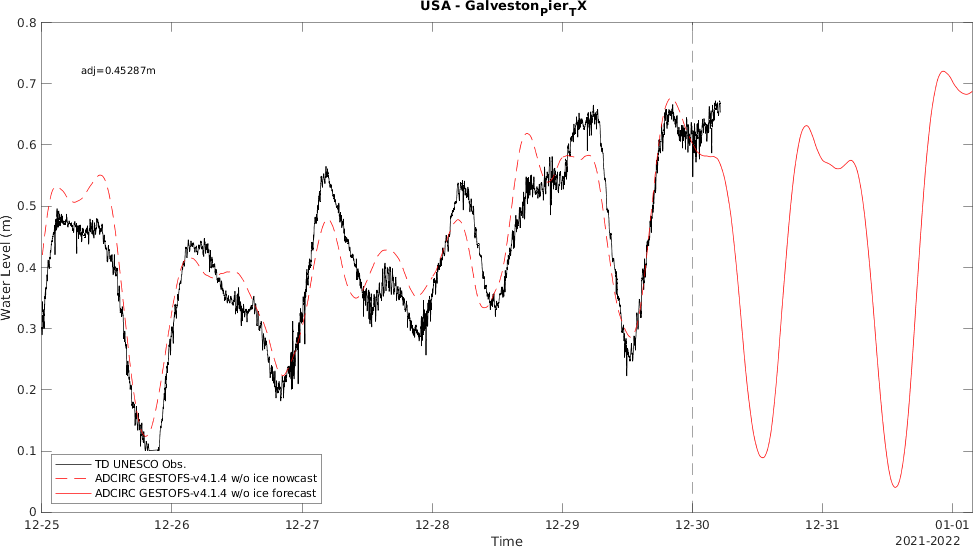 USA - GalvestonpierTX
adj=0.45287m
0.8
0.7
0.6
0.5
0.4
0.3
0.2
0.1
0
Water Level (m)
TD UNESCO Obs.
ADCIRC GESTOFS-v4.1.4 w/o ice nowcast
ADCIRC GESTOFS-v4.1.4 w/o ice forecast
12-25 12-26 12-27 12-28 12-29 12-30 12-31 01-01
Time
2021-2022